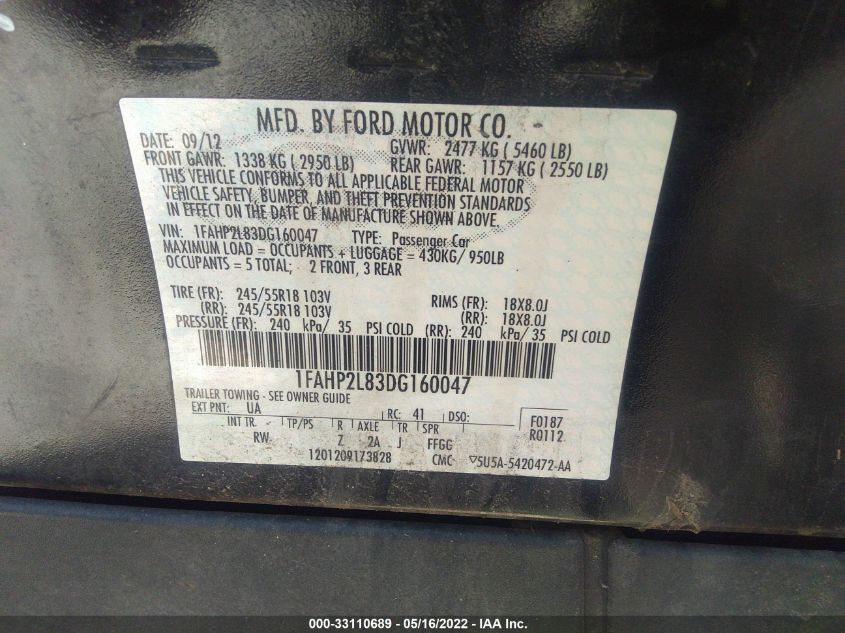 MFD. BY FORD MOTOR CO.
DATE: 09/12 GVWR: 2477 KG ( 5460 LB)
FRONT GAWR: 1338 KG ( 2950 LB) REAR GAWR: 1157 KG ( 2550 LB)
THIS VEHICLE CONFORMS TO ALL APPLICABLE FEDERAL MOTOR
VEHICLE SAFETY, BUMPER, AND THEFT PREVENTION STANDARDS
IN EFFECT ON THE DATE OF MANUFACTURE SHOWN ABOVE.
VIN: 1FAHP2L83DG160047 TYPE: Passenger Car
MAXIMUM LOAD = OCCUPANTS + LUGGAGE = 430KG/ 950LB
OCCUPANTS = 5 TOTAL; 2 FRONT, 3 REAR
TIRE (FR): 245/55R18 103V RIMS (FR): 18X8.0J
(RR): 245/55R18 103V (RR): 18X8.0J
PRESSURE (FR): 240 kPa/ 35 PSI COLD (RR): 240 kPa/ 35 PSI COLD
1FAHP2L83DG160047
TRAILER TOWING - SEE OWNER GUIDE
EXT PNT: UA RC: 41 DSO: F0187
INT TR. TP/PS R AXLE TR SPR R0112
RW Z 2A J FFGG
1201209173828 CMC ▽5U5A-5420472-AA
000-33110689 - 05/16/2022 - IAA Inc.